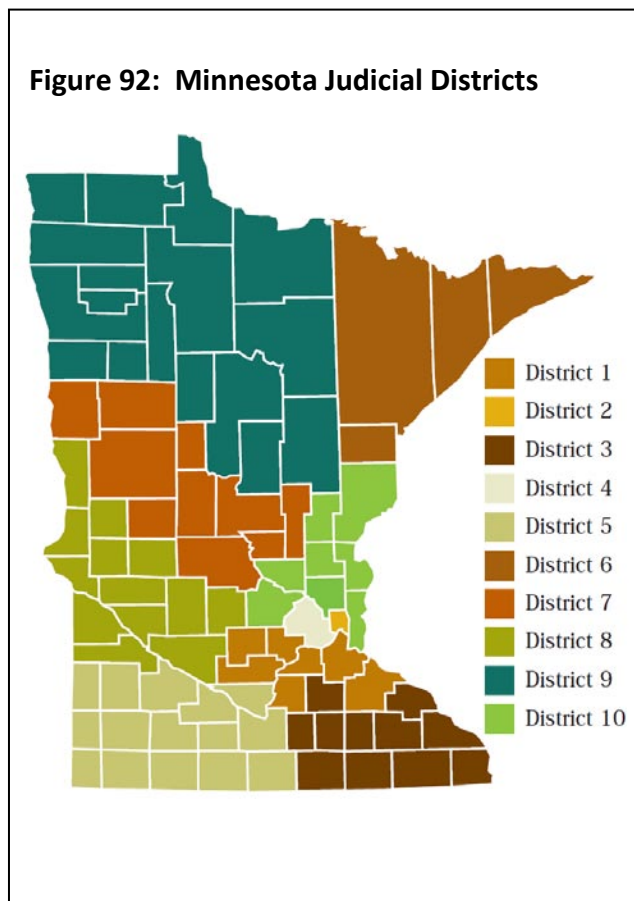 Figure 92: Minnesota Judicial Districts
District 1
District 2
District 3
District 4
District 5
District 6
District 7
District 8
District 9
District 10